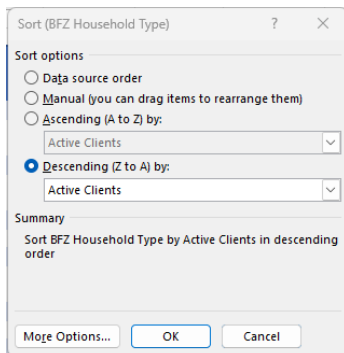 Sort (BFZ Household Type)
?
Sort options
Data source order
Manual (you can drag items to rearrange them)
Ascending (A to Z) by:
Active Clients
Descending (Z to A) by:
Active Clients
Summary
Sort BFZ Household Type by Active Clients in descending
order
More Options...
OK
Cancel